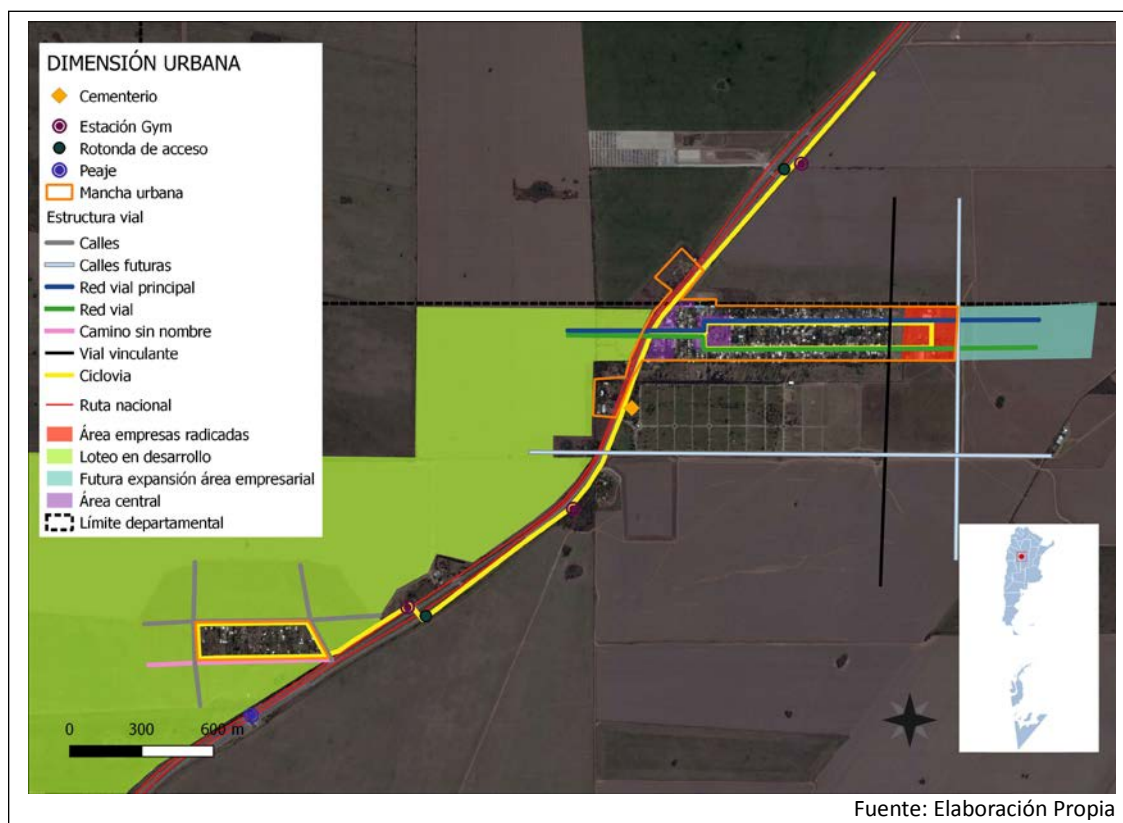 DIMENSIÓN URBANA
Cementerio
Estación Gym
Rotonda de acceso
Peaje
Mancha urbana
Estructura vial
Calles
Calles futuras
Red vial principal
Red vial
Camino sin nombre
Vial vinculante
Ciclovia
Ruta nacional
Área empresas radicadas
Loteo en desarrollo
Futura expansión área empresarial
Área central
Límite departamental
0 300 600 m
Fuente: Elaboración Propia